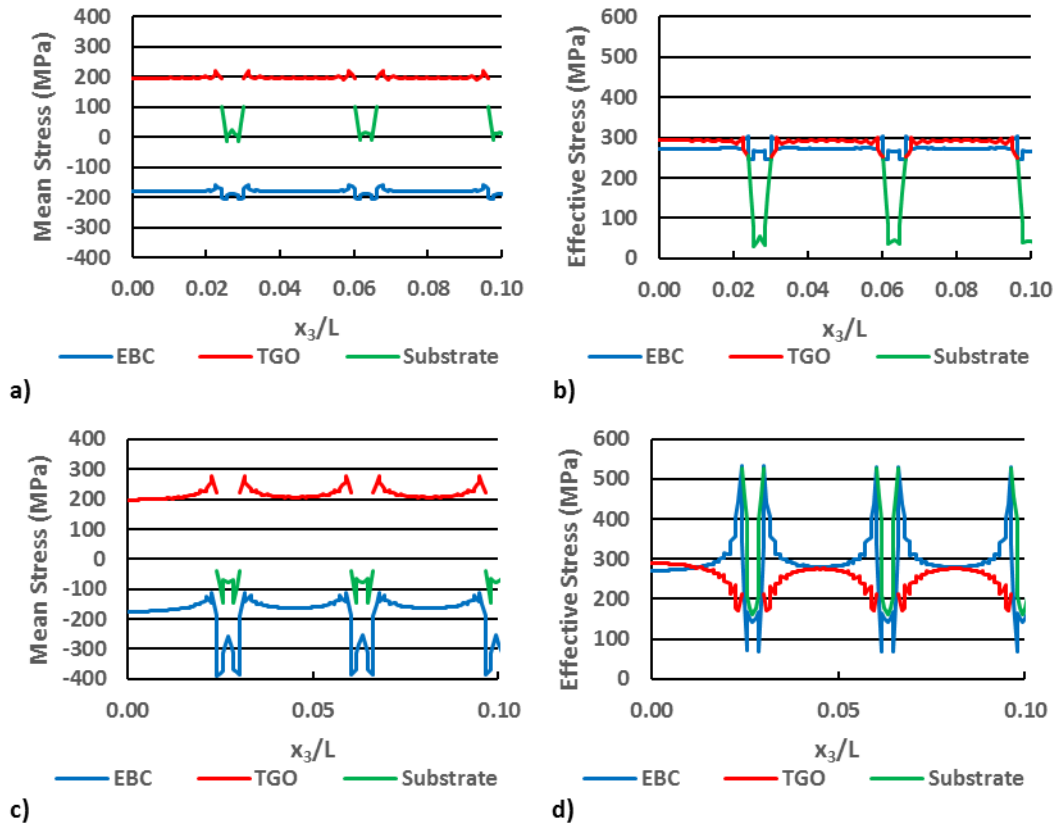 400
300
200
100
0
-100
-200
-300
-400
Mean Stress (MPa)
0.00 0.02 0.04 0.06 0.08 0.10
x₃/L
EBC TGO Substrate
a)
600
500
400
300
200
100
0
Effective Stress (MPa)
0.00 0.02 0.04 0.06 0.08 0.10
x₃/L
EBC TGO Substrate
b)
400
300
200
100
0
-100
-200
-300
-400
Mean Stress (MPa)
0.00 0.05 0.10
x₃/L
EBC TGO Substrate
c)
600
500
400
300
200
100
0
Effective Stress (MPa)
0.00 0.05 0.10
x₃/L
EBC TGO Substrate
d)